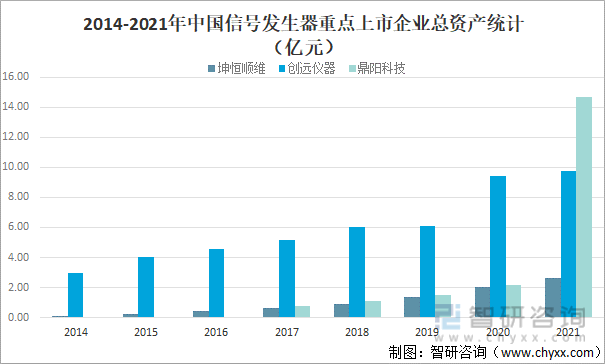 2014-2021年中国信号发生器重点上市企业总资产统计
（亿元）
坤恒顺维 创远仪器 鼎阳科技
16.00
14.00
12.00
10.00
8.00
6.00
4.00
2.00
0.00
2014 2015 2016 2017 2018 2019 2020 2021
智研咨询
www.chyxx.com
制图：智研咨询（www.chyxx.com）